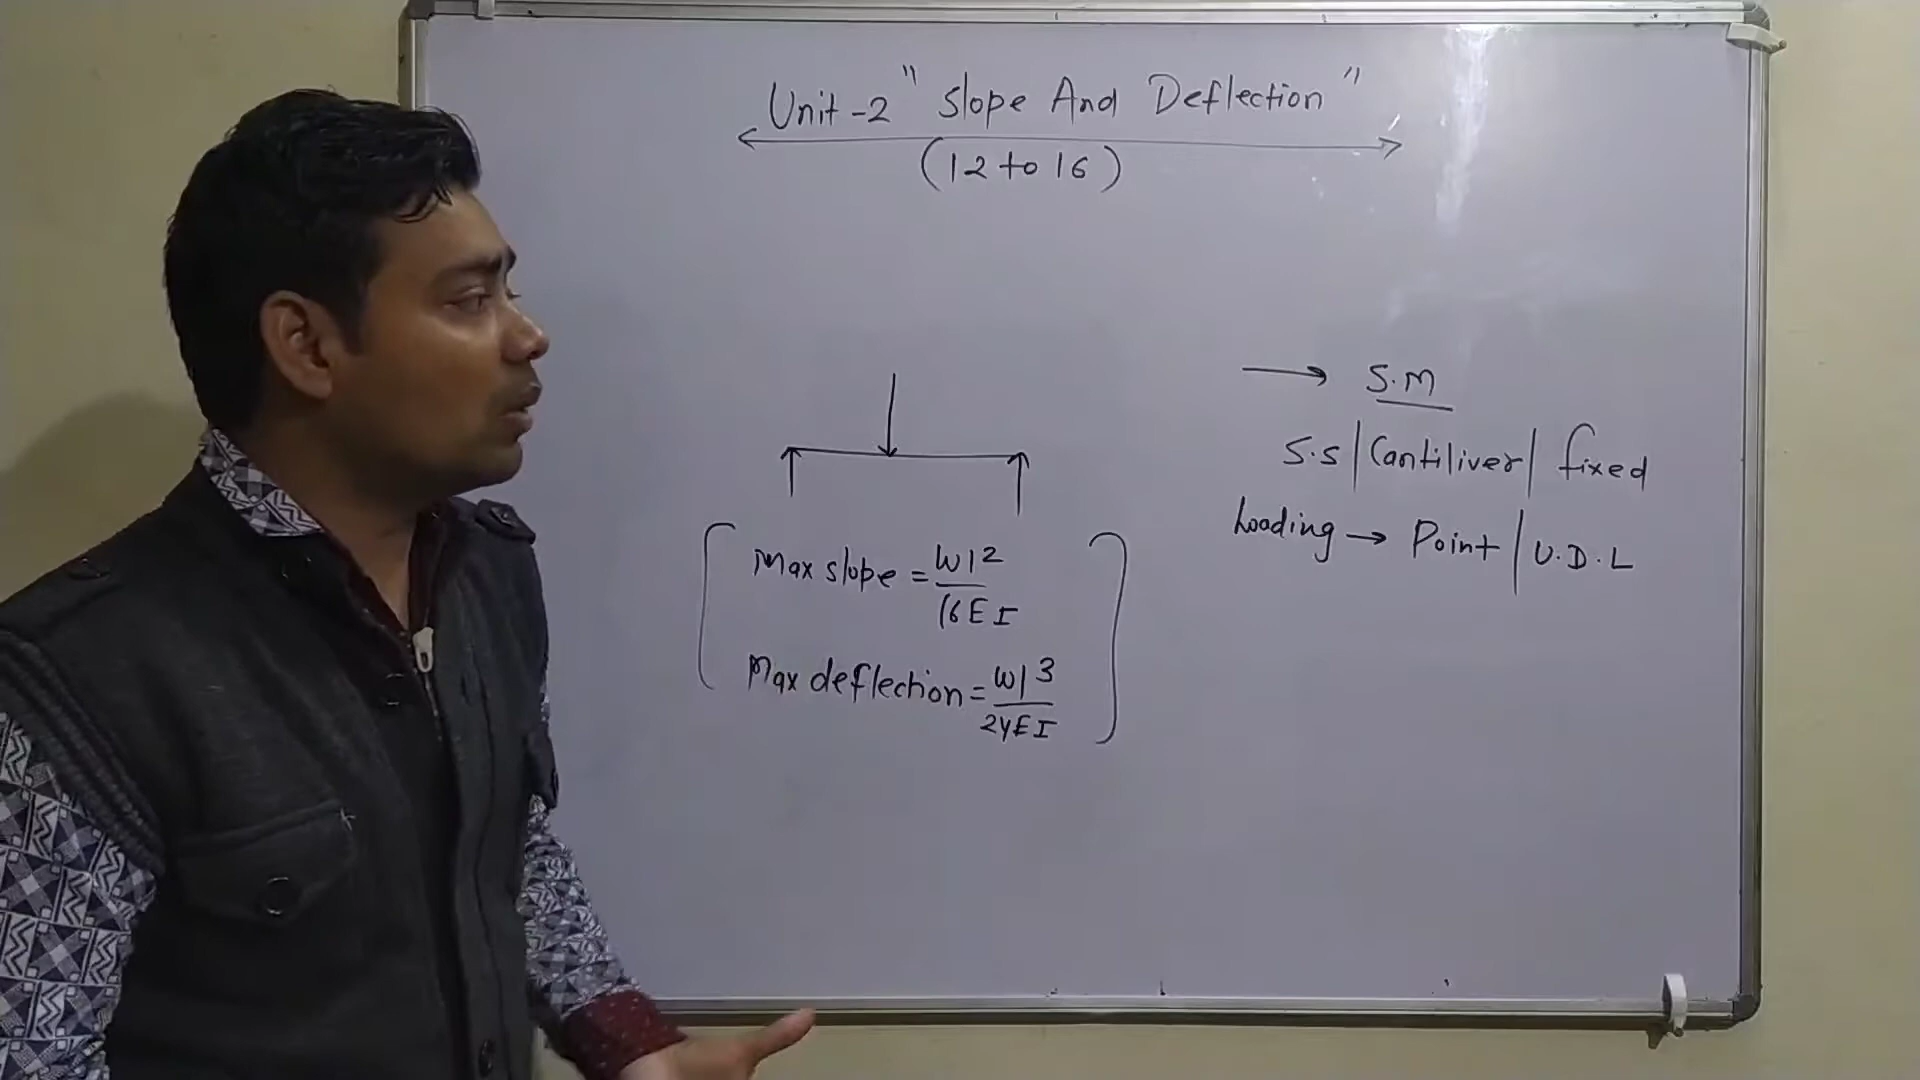 Unit-2 "Slope And Deflection"
(12 to 16)
Max slope = Wl²/16EI
Max deflection = Wl³/24EI
→ S.M
S.S|Cantiliver|fixed
Loading → Point|U.D.L